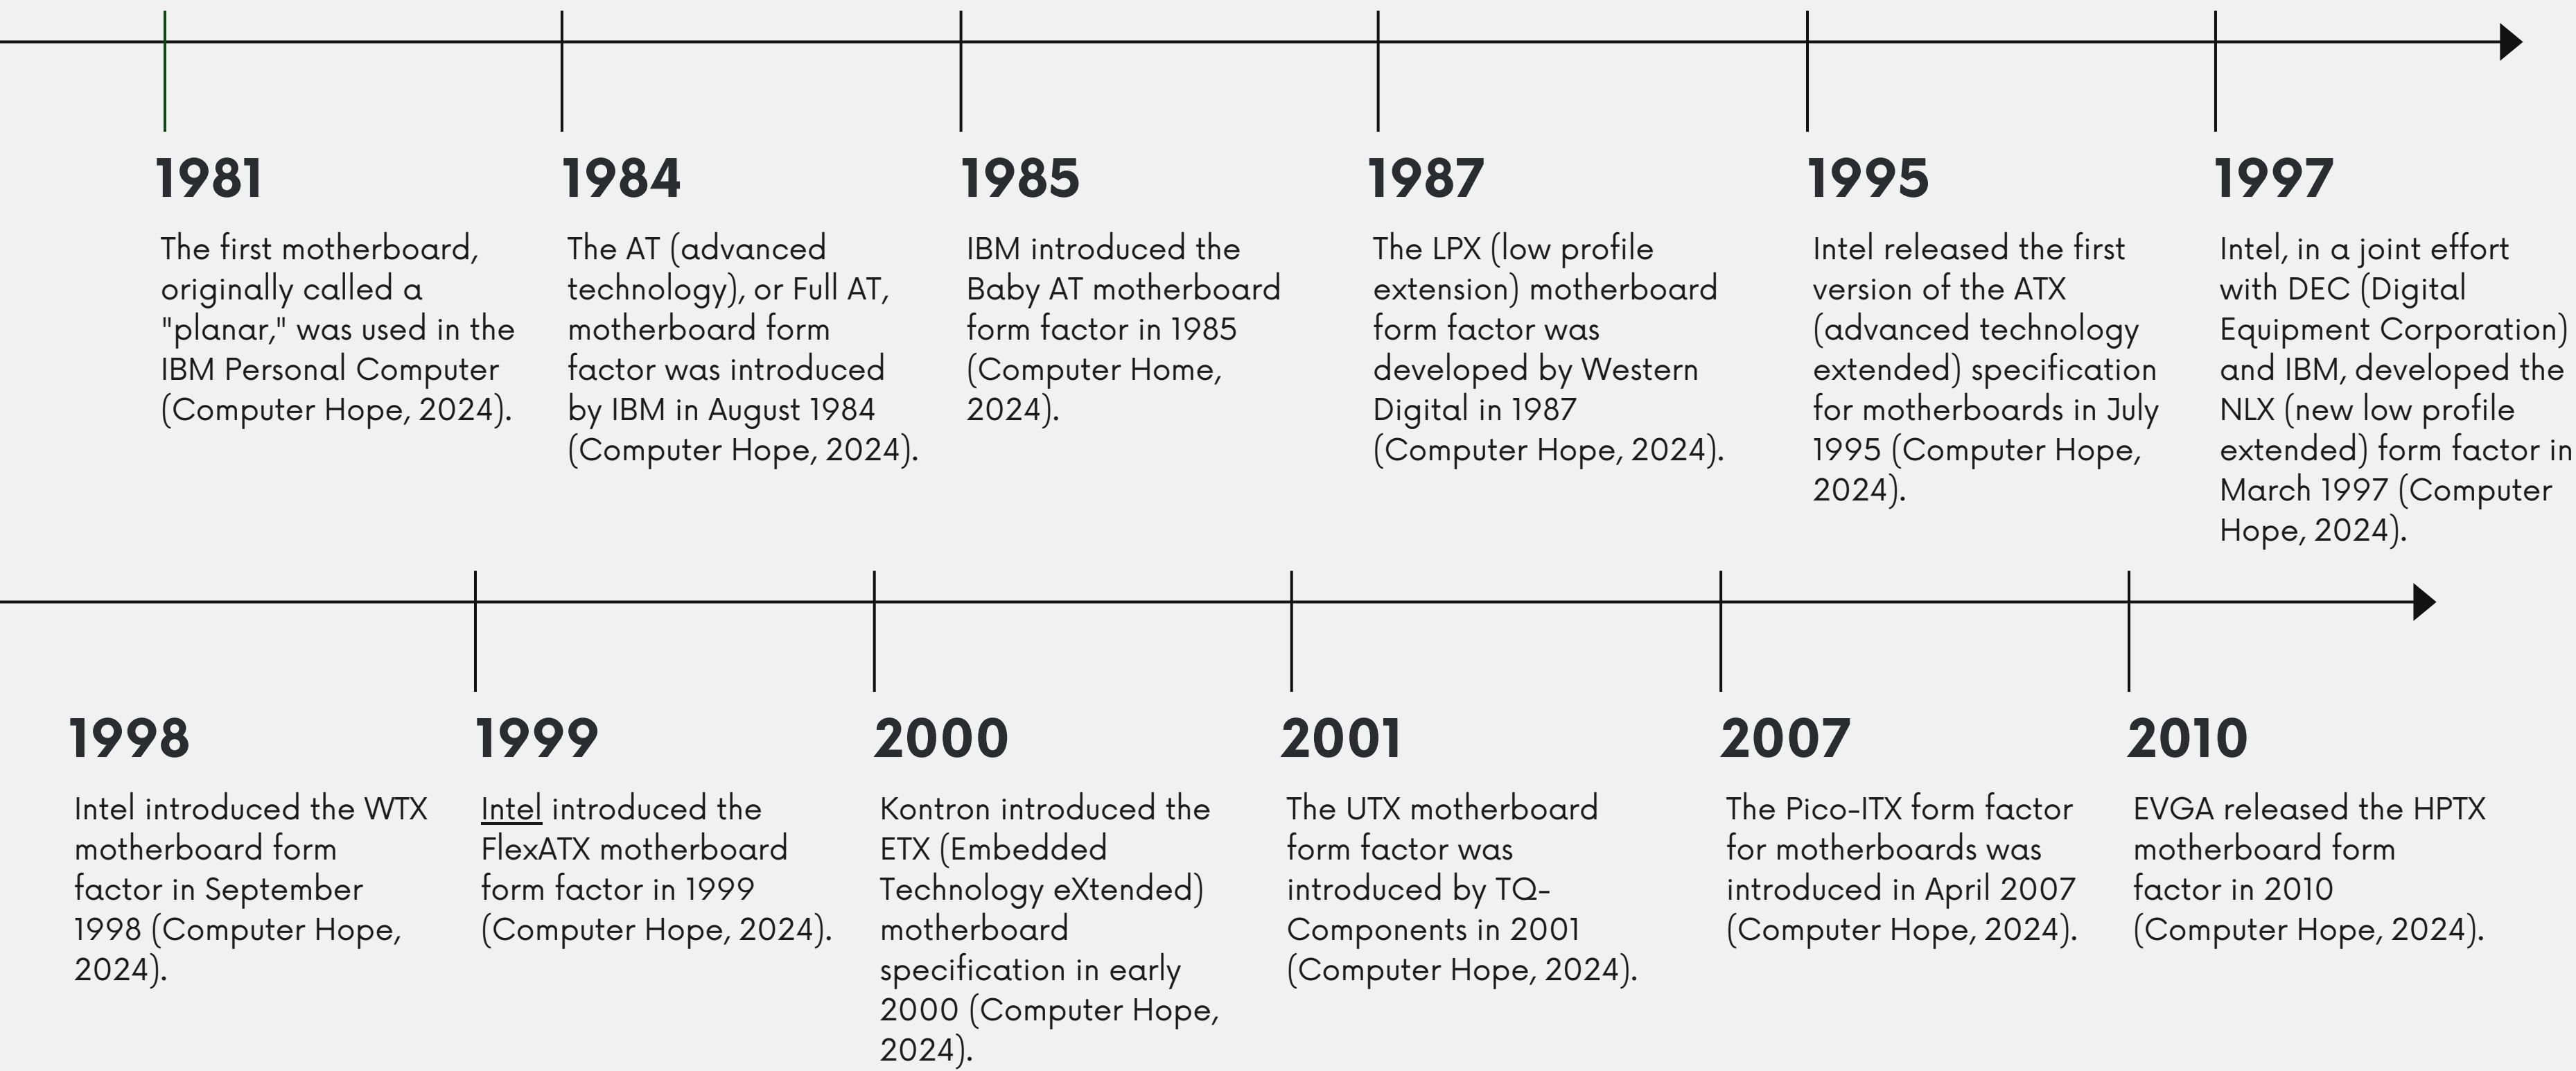 1981
The first motherboard,
originally called a
"planar," was used in the
IBM Personal Computer
(Computer Hope, 2024).
1984
The AT (advanced
technology), or Full AT,
motherboard form
factor was introduced
by IBM in August 1984
(Computer Hope, 2024).
1985
IBM introduced the
Baby AT motherboard
form factor in 1985
(Computer Home,
2024).
1987
The LPX (low profile
extension) motherboard
form factor was
developed by Western
Digital in 1987
(Computer Hope, 2024).
1995
Intel released the first
version of the ATX
(advanced technology
extended) specification
for motherboards in July
1995 (Computer Hope,
2024).
1997
Intel, in a joint effort
with DEC (Digital
Equipment Corporation)
and IBM, developed the
NLX (new low profile
extended) form factor in
March 1997 (Computer
Hope, 2024).
1998
Intel introduced the WTX
motherboard form
factor in September
1998 (Computer Hope,
2024).
1999
Intel introduced the
FlexATX motherboard
form factor in 1999
(Computer Hope, 2024).
2000
Kontron introduced the
ETX (Embedded
Technology eXtended)
motherboard
specification in early
2000 (Computer Hope,
2024).
2001
The UTX motherboard
form factor was
introduced by TQ-
Components in 2001
(Computer Hope, 2024).
2007
The Pico-ITX form factor
for motherboards was
introduced in April 2007
(Computer Hope, 2024).
2010
EVGA released the HPTX
motherboard form
factor in 2010
(Computer Hope, 2024).